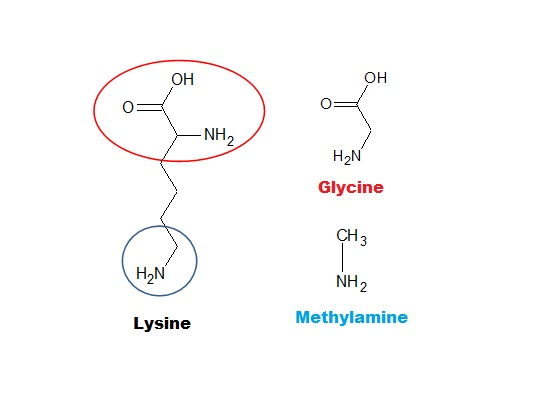 OH
O
NH2
H2N
Lysine
OH
O
H2N
Glycine
CH3
NH2
Methylamine